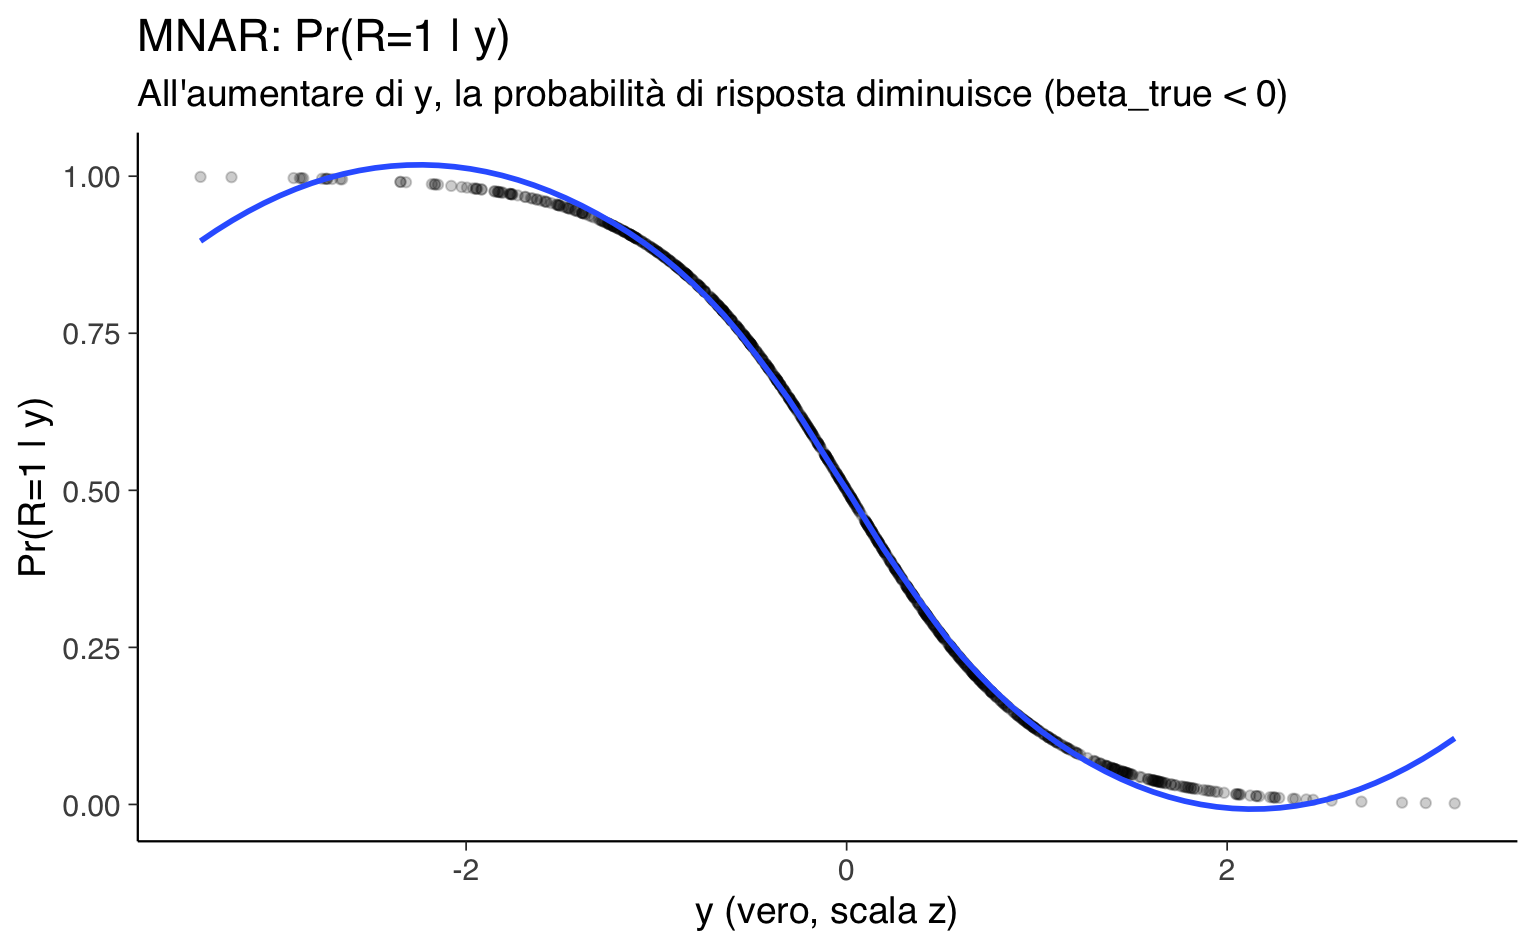 MNAR: Pr(R=1 | y)
All'aumentare di y, la probabilità di risposta diminuisce (beta_true < 0)
1.00
0.75
0.50
0.25
0.00
Pr(R=1 | y)
-2
0
2
y (vero, scala z)